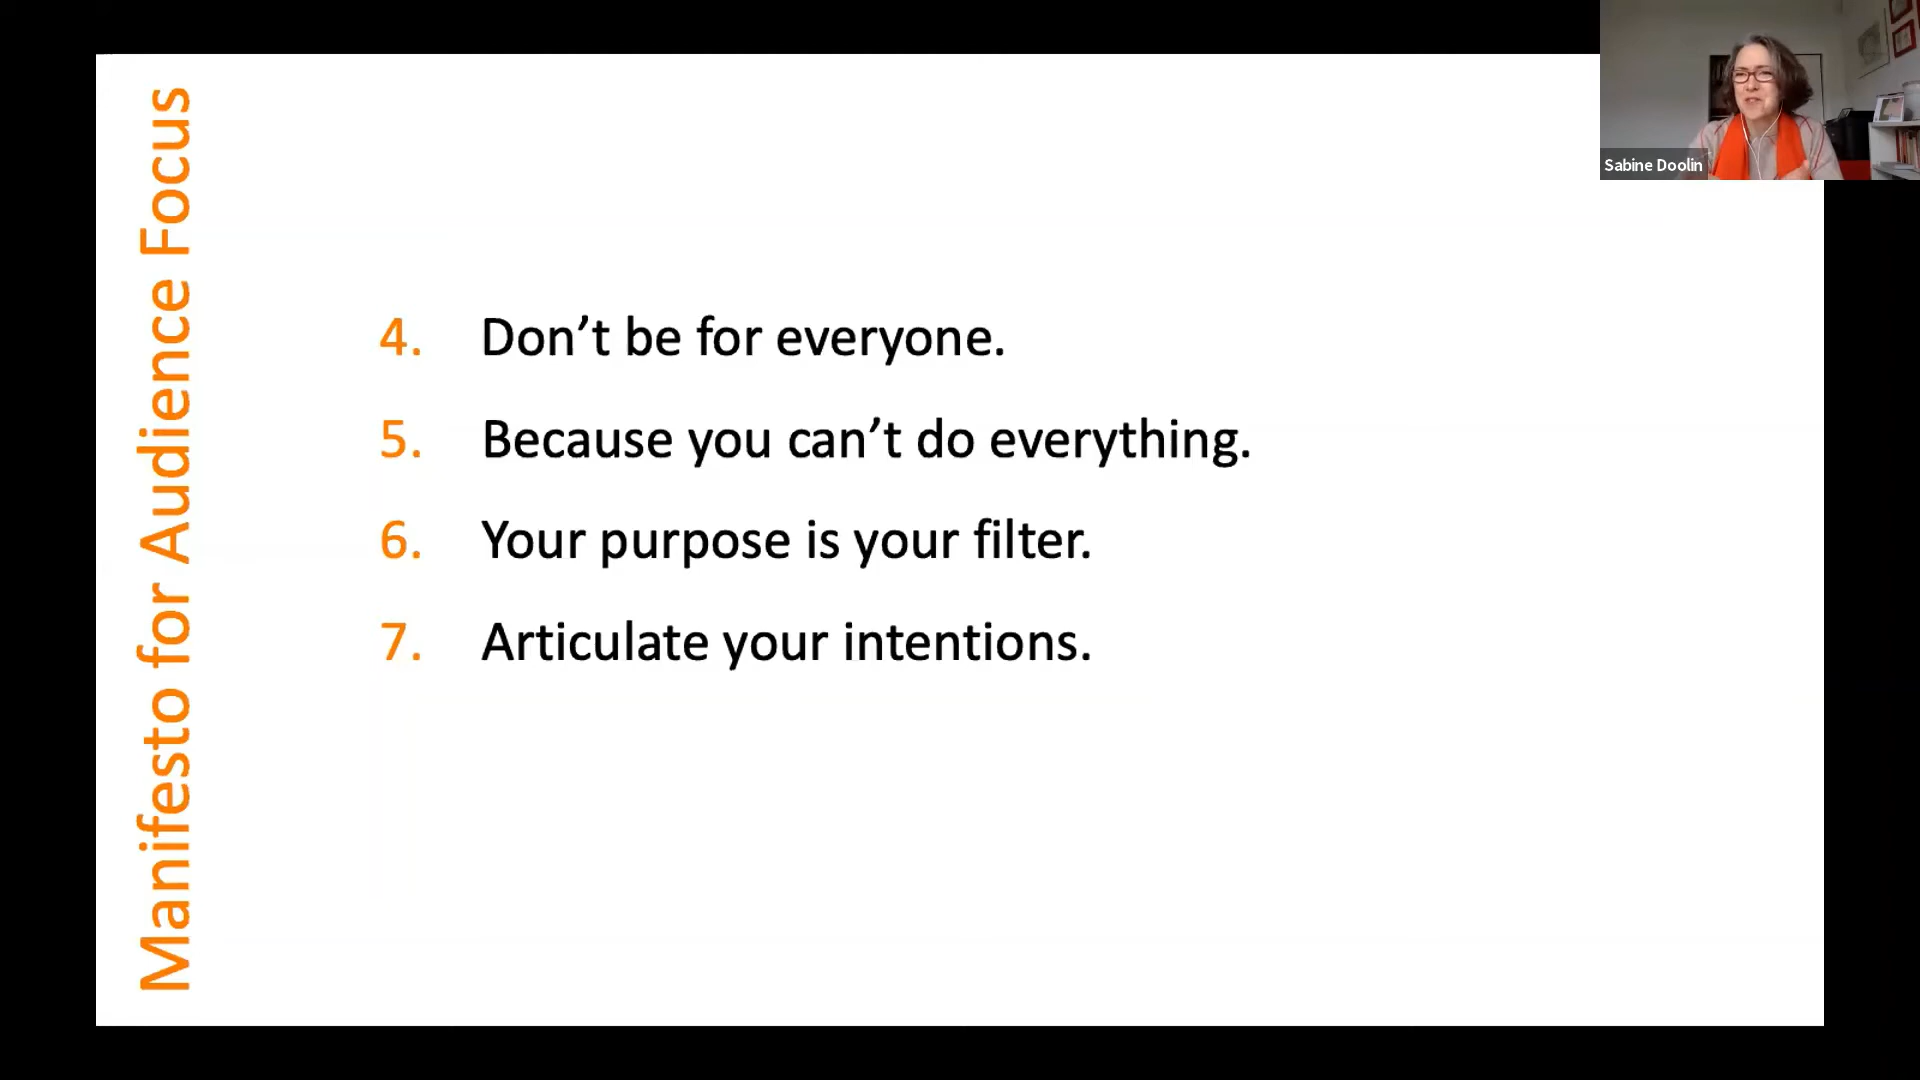 Manifesto for Audience Focus
4. Don’t be for everyone.
5. Because you can’t do everything.
6. Your purpose is your filter.
7. Articulate your intentions.
Sabine Doolin